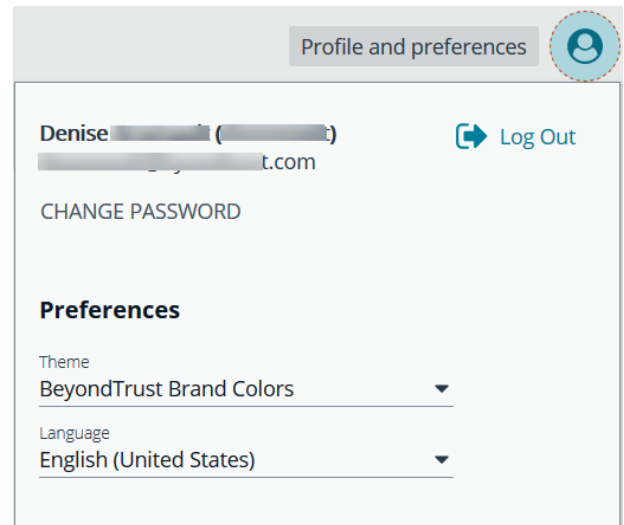 Profile and preferences
Denise ( )
Log Out
.com
CHANGE PASSWORD
Preferences
Theme
BeyondTrust Brand Colors
Language
English (United States)